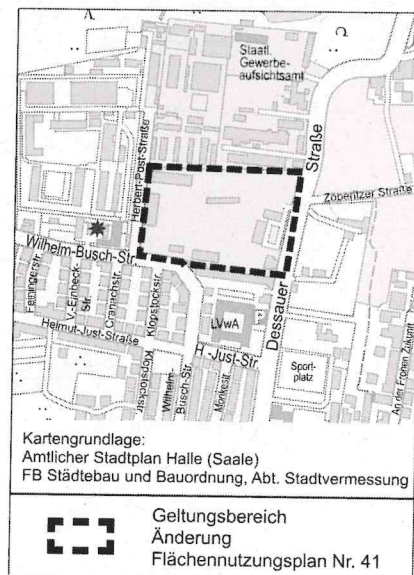 Staatl.
Gewerbe-
aufsichtsamt
Straße
Herbert-Post-Straße
Zöberitzer Straße
Wilhelm-Busch-Str.
Feiningerstr.
V.-Einbeck
Str.
Cranachstr.
Klopstockstr.
Helmut-Just-Straße
LVwA
Dessauer
H.-Just-Str.
Klopstockstr.
Wilhelm-
Busch-Str.
Sport-
platz
An der Fronen Zukunft
Kartengrundlage:
Amtlicher Stadtplan Halle (Saale)
FB Städtebau und Bauordnung, Abt. Stadtvermessung
Geltungsbereich
Änderung
Flächennutzungsplan Nr. 41